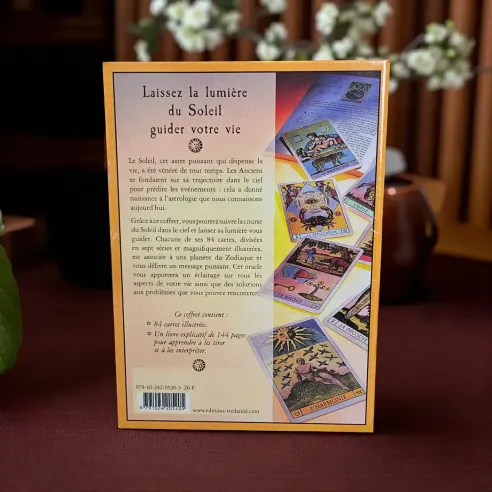 Laissez la lumière
du Soleil
guider votre vie
Le Soleil, cet astre puissant qui dispense la
vie, a été vénéré de tout temps. Les Anciens
se fondaient sur sa trajectoire dans le ciel
pour prédire les événements : cela a donné
naissance à l'astrologie que nous connaissons
aujourd'hui.
Grâce à ce coffret, vous pourrez suivre la course
du Soleil dans le ciel et laisser sa lumière vous
guider. Chacune de ses 84 cartes, divisées
en sept séries et magnifiquement illustrées,
est associée à une planète du Zodiaque et
vous délivre un message puissant. Cet oracle
vous apportera un éclairage sur tous les
aspects de votre vie ainsi que des solutions
aux problèmes que vous pouvez rencontrer.
Ce coffret contient :
84 cartes illustrées.
Un livre explicatif de 144 pages
pour apprendre à les tirer
et à les interpréter.
26 €
www.editions-tredaniel.com
L'HARMONIE